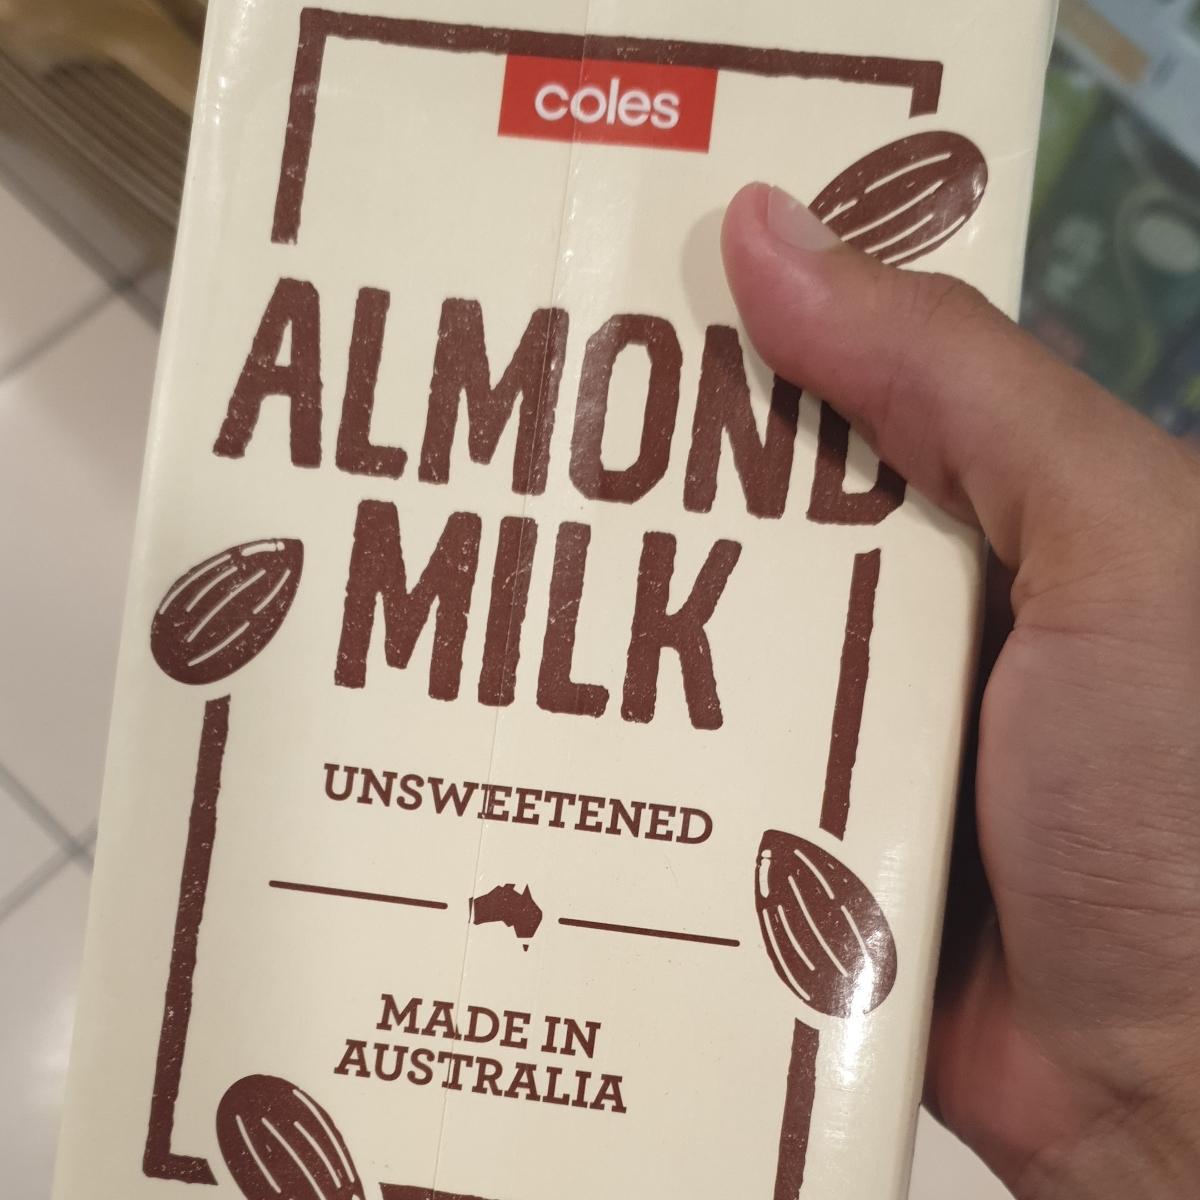 coles
ALMOND
MILK
UNSWEETENED
MADE IN
AUSTRALIA